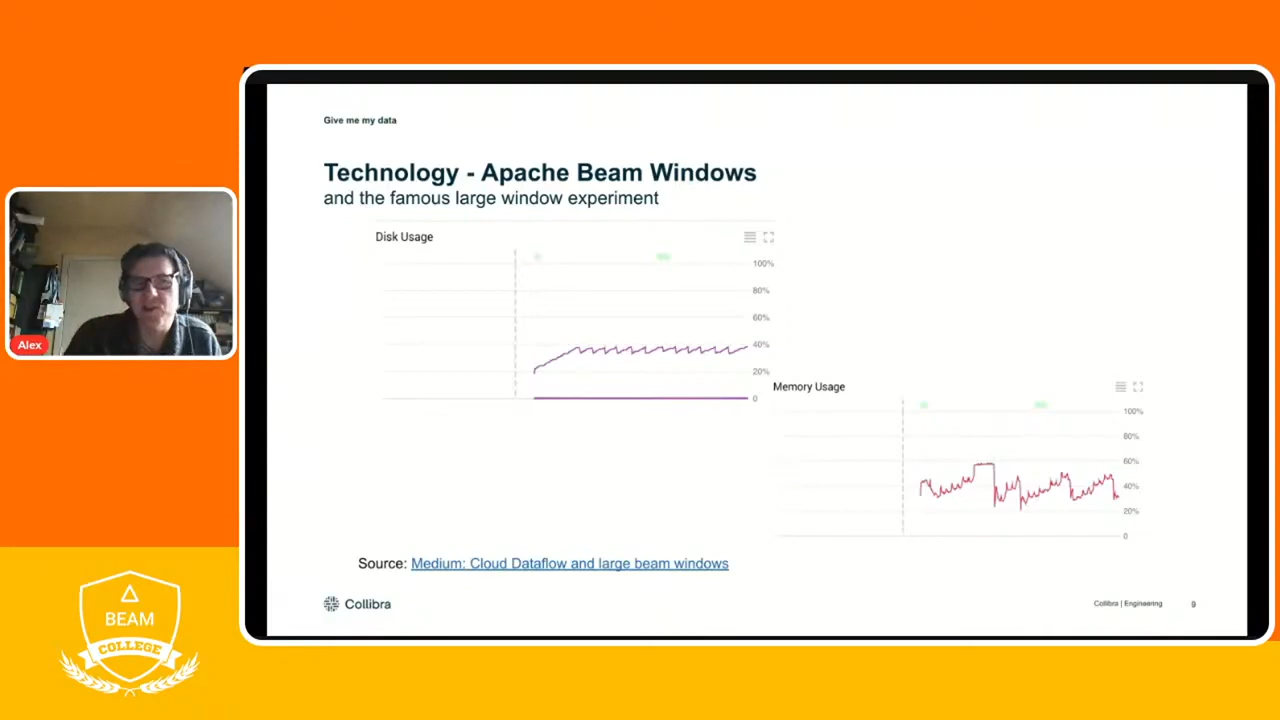 Give me my data
Technology - Apache Beam Windows
and the famous large window experiment
Disk Usage
100%
80%
60%
40%
20%
0
Memory Usage
100%
80%
60%
40%
20%
0
Source: Medium: Cloud Dataflow and large beam windows
Collibra
Collibra | Engineering
9
Alex
BEAM
COLLEGE